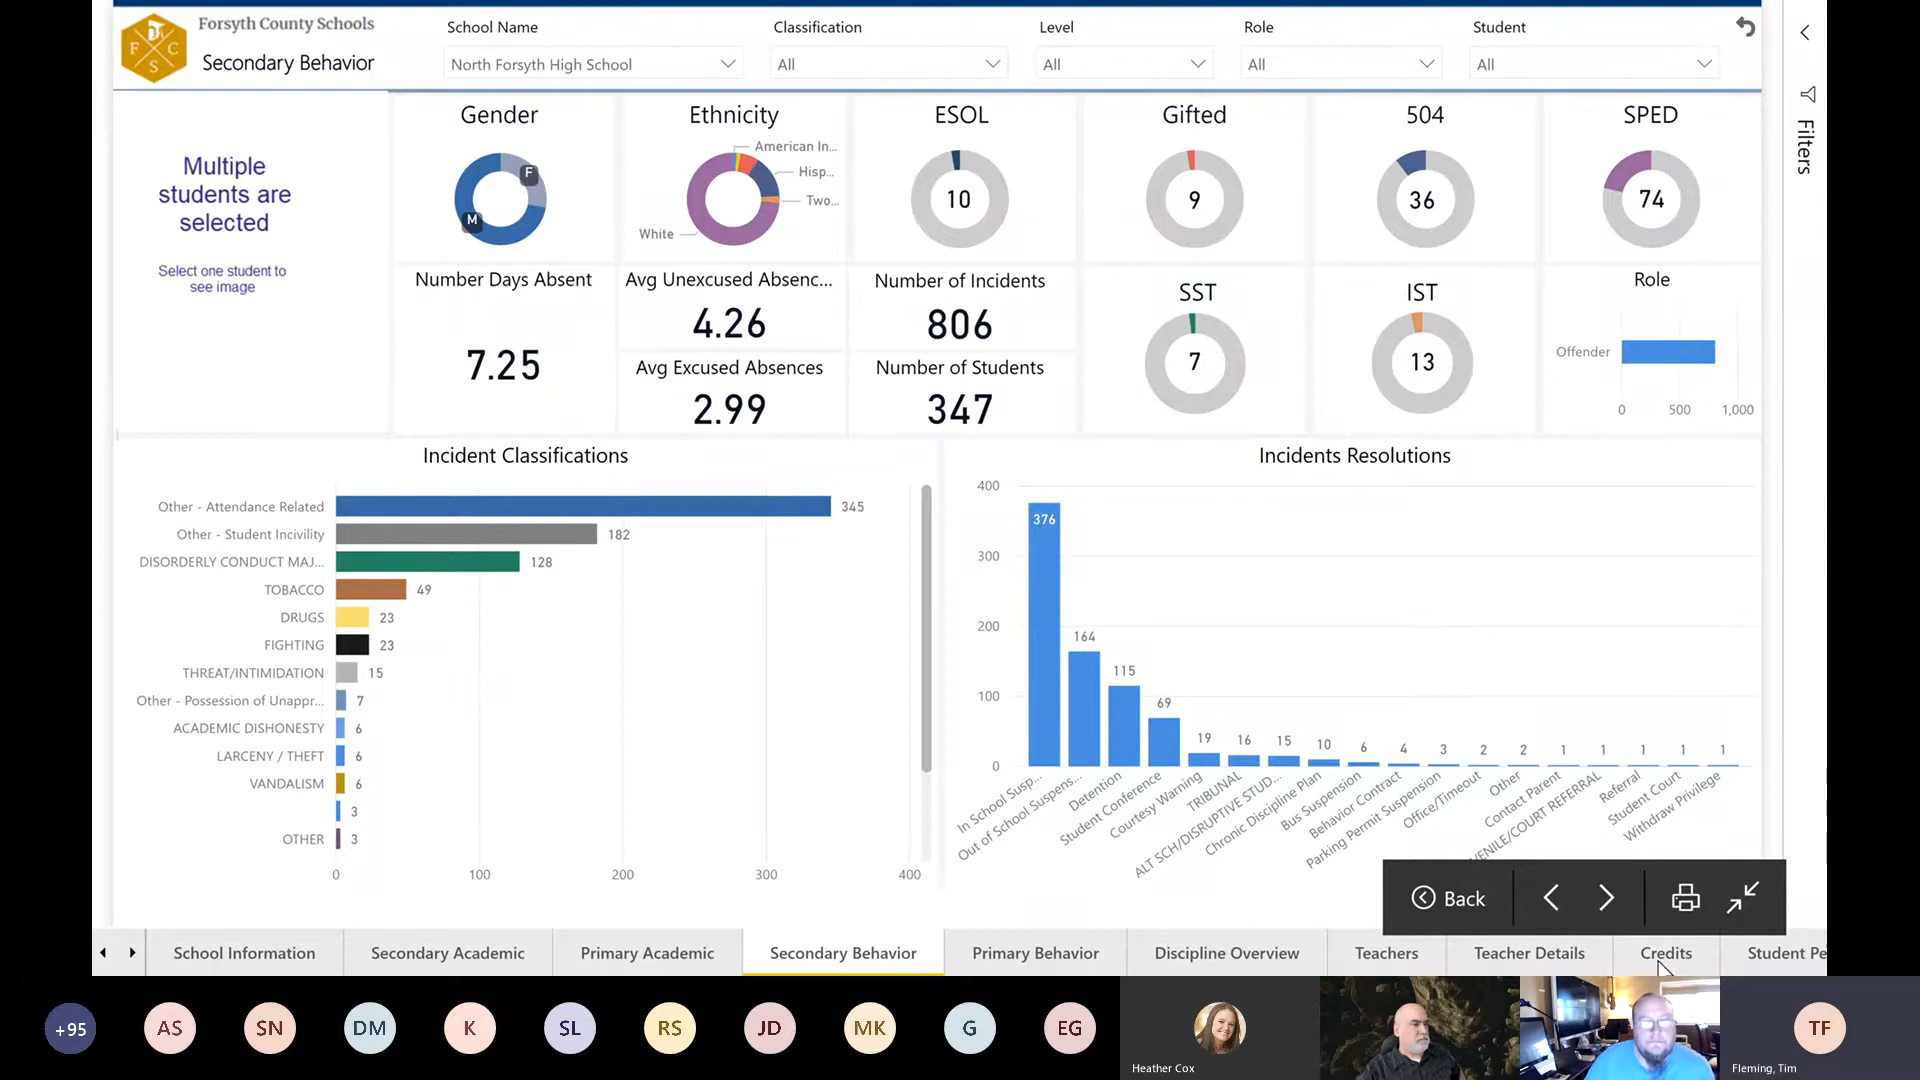 Forsyth County Schools
F C S
Secondary Behavior
School Name
North Forsyth High School
Classification
All
Level
All
Role
All
Student
All
Filters
Multiple
students are
selected
Select one student to
see image
Gender
F
M
Ethnicity
American In...
Hisp...
Two...
White
ESOL
10
Gifted
9
504
36
SPED
74
Number Days Absent
7.25
Avg Unexcused Absenc...
4.26
Avg Excused Absences
2.99
Number of Incidents
806
Number of Students
347
SST
7
IST
13
Role
Offender
0 500 1,000
Incident Classifications
Other - Attendance Related 345
Other - Student Incivility 182
DISORDERLY CONDUCT MAJ... 128
TOBACCO 49
DRUGS 23
FIGHTING 23
THREAT/INTIMIDATION 15
Other - Possession of Unappr... 7
ACADEMIC DISHONESTY 6
LARCENY / THEFT 6
VANDALISM 6
3
OTHER 3
0 100 200 300 400
Incidents Resolutions
400
300
200
100
0
376
164
115
69
19
16
15
10
6
4
3
2
2
1
1
1
1
1
In School Susp...
Out of School Suspens...
Detention
Student Conference
Courtesy Warning
TRIBUNAL
ALT SCH/DISRUPTIVE STUD...
Chronic Discipline Plan
Bus Suspension
Behavior Contract
Parking Permit Suspension
Office/Timeout
Other
Contact Parent
VENILE/COURT REFERRAL
Referral
Student Court
Withdraw Privilege
Back
School Information
Secondary Academic
Primary Academic
Secondary Behavior
Primary Behavior
Discipline Overview
Teachers
Teacher Details
Credits
Student Pe
+95
AS
SN
DM
K
SL
RS
JD
MK
G
EG
Heather Cox
TF
Fleming, Tim